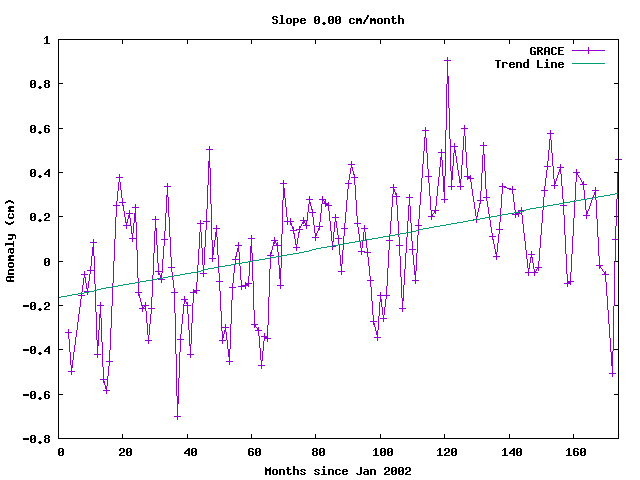 Slope 0.00 cm/month
GRACE
Trend Line
1
0.8
0.6
0.4
0.2
0
-0.2
-0.4
-0.6
-0.8
Anomaly (cm)
0 20 40 60 80 100 120 140 160
Months since Jan 2002